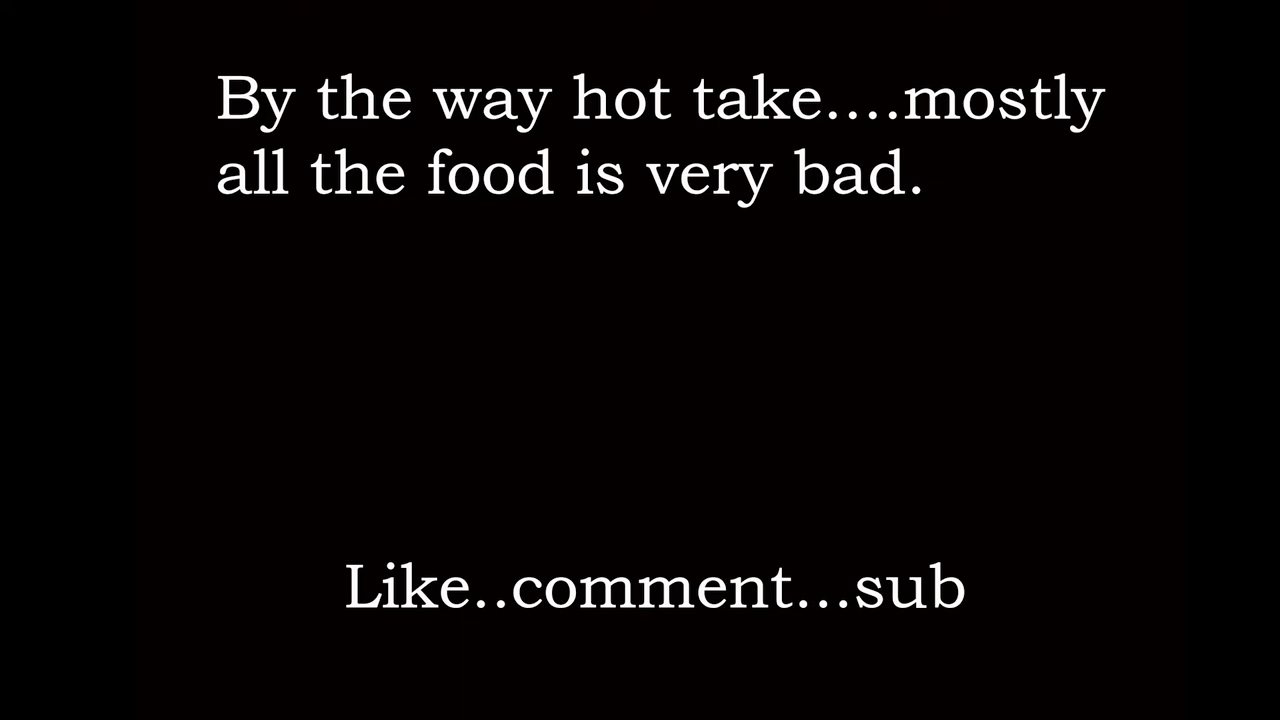 By the way hot take....mostly
all the food is very bad.
Like..comment...sub